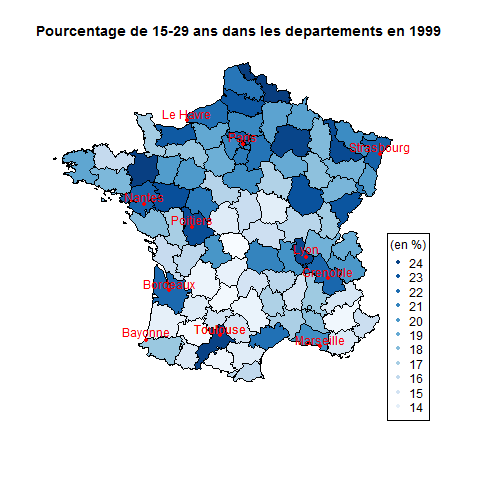 Pourcentage de 15-29 ans dans les departements en 1999
Le Havre
Paris
Strasbourg
Nantes
Poitiers
Lyon
Grenoble
Bordeaux
Bayonne
Toulouse
Marseille
(en %)
24
23
22
21
20
19
18
17
16
15
14